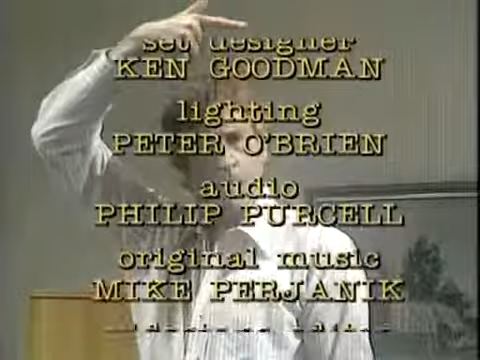 set designer
KEN GOODMAN
lighting
PETER O'BRIEN
audio
PHILIP PURCELL
original music
MIKE PERJANIK